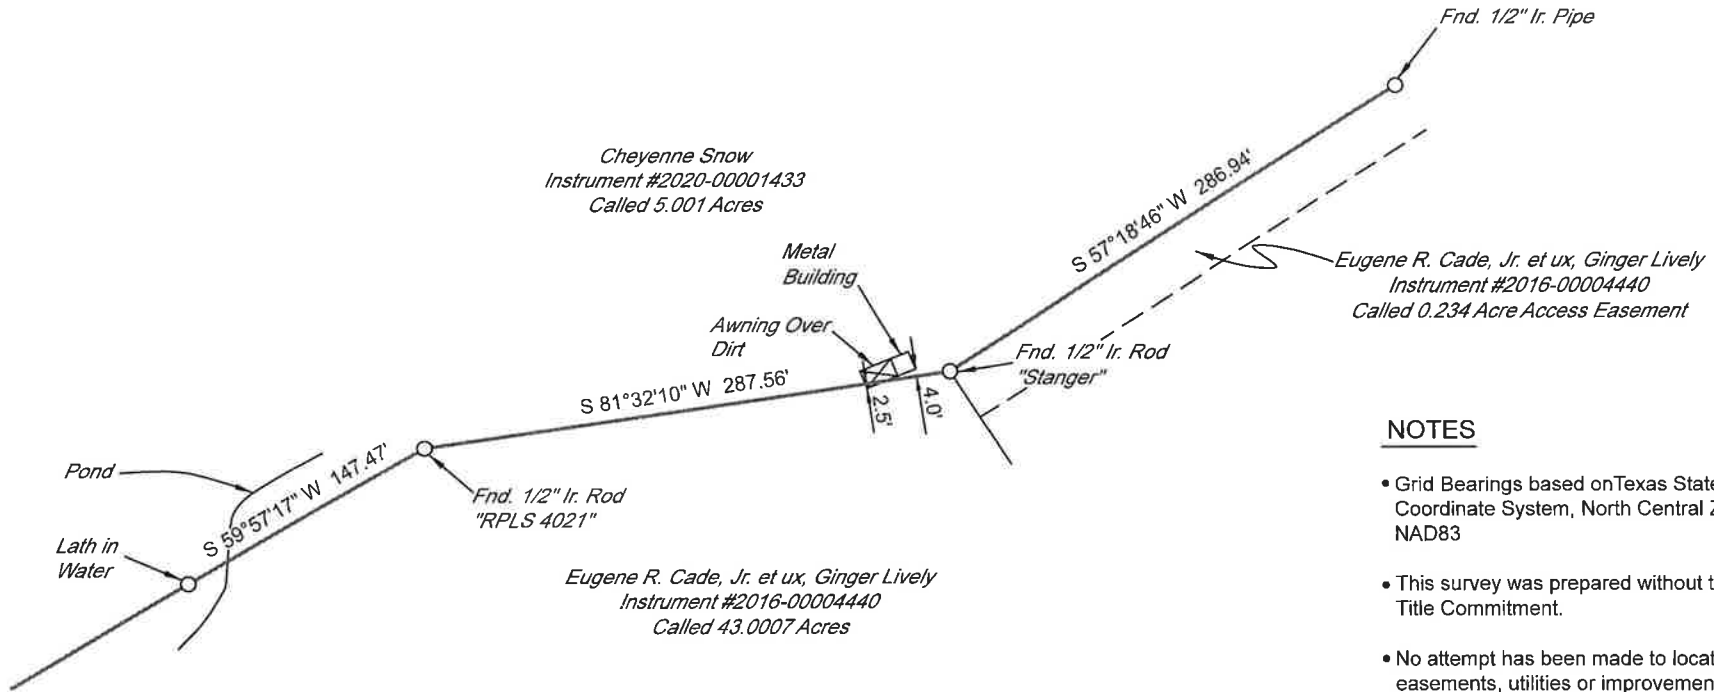 Fnd. 1/2" Ir. Pipe
Cheyenne Snow
Instrument #2020-00001433
Called 5.001 Acres
S 57°18'46" W 286.94'
Metal
Building
Eugene R. Cade, Jr. et ux, Ginger Lively
Instrument #2016-00004440
Called 0.234 Acre Access Easement
Awning Over
Dirt
Fnd. 1/2" Ir. Rod
"Stanger"
S 81°32'10" W 287.56'
2.5'
4.0'
Pond
S 59°57'17" W 147.47'
Fnd. 1/2" Ir. Rod
"RPLS 4021"
Lath in
Water
Eugene R. Cade, Jr. et ux, Ginger Lively
Instrument #2016-00004440
Called 43.0007 Acres
NOTES
• Grid Bearings based onTexas State
Coordinate System, North Central
NAD83
• This survey was prepared without
Title Commitment.
• No attempt has been made to
easements, utilities or